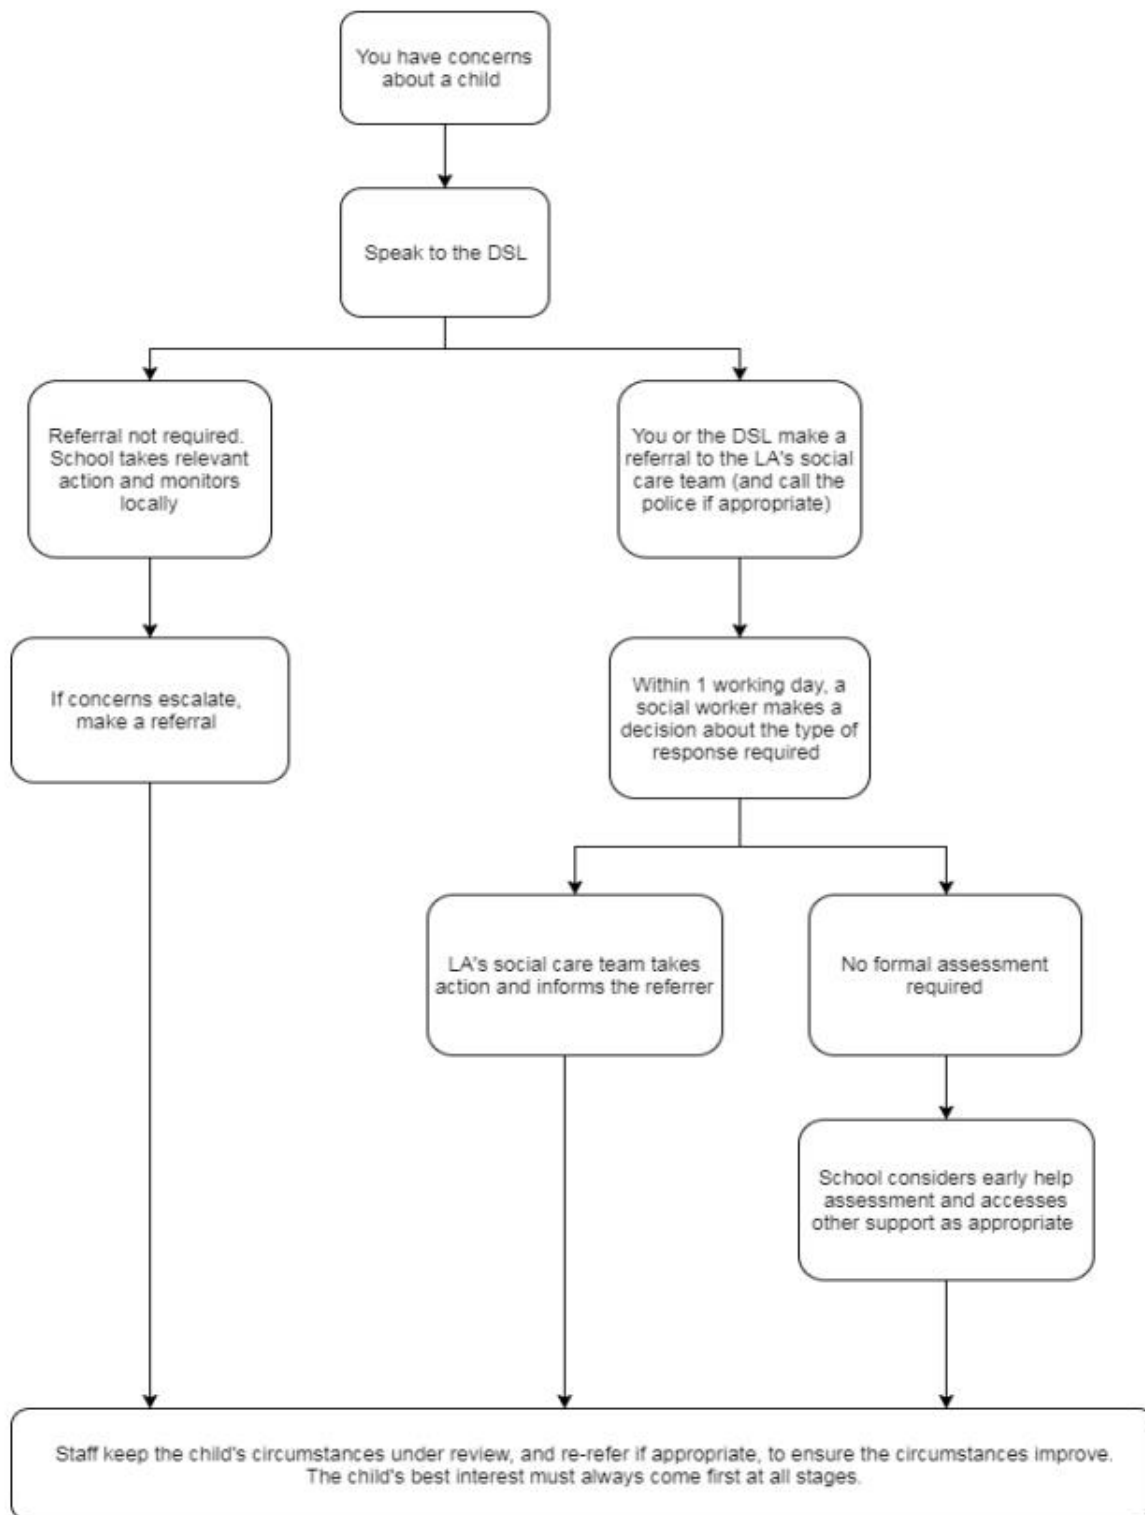 You have concerns
about a child
Speak to the DSL
Referral not required.
School takes relevant
action and monitors
locally
You or the DSL make a
referral to the LA's social
care team (and call the
police if appropriate)
If concerns escalate,
make a referral
Within 1 working day, a
social worker makes a
decision about the type of
response required
LA's social care team takes
action and informs the referrer
No formal assessment
required
School considers early help
assessment and accesses
other support as appropriate
Staff keep the child's circumstances under review, and re-refer if appropriate, to ensure the circumstances improve.
The child's best interest must always come first at all stages.